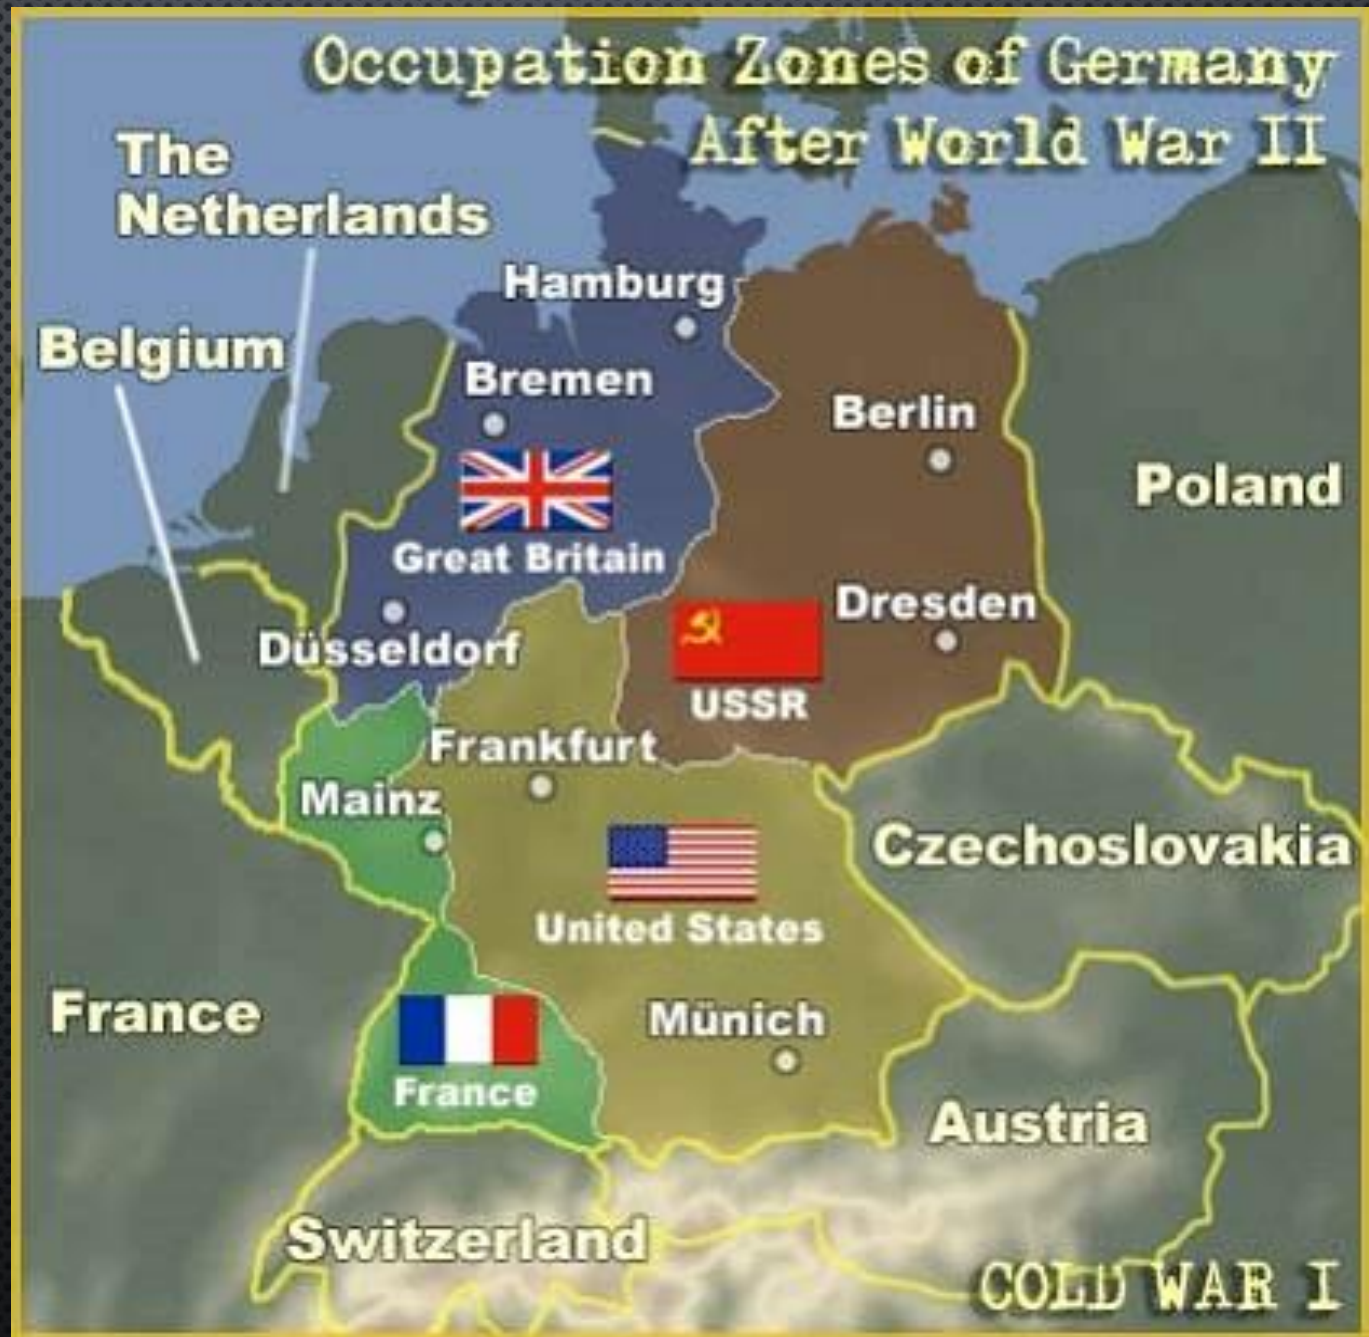 Occupation Zones of Germany
After World War II
The
Netherlands
Hamburg
Belgium
Bremen
Berlin
Poland
Great Britain
Dresden
Düsseldorf
USSR
Frankfurt
Mainz
Czechoslovakia
United States
France
Münich
France
Austria
Switzerland
COLD WAR I